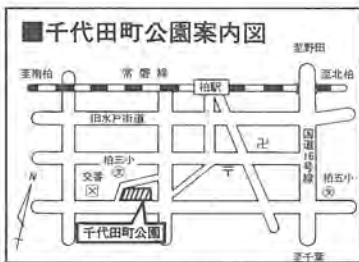 ■千代田町公園案内図
至野田
至南柏
常磐線
柏駅
至北柏
旧水戸街道
卍
国道16号線
柏三小
文
交番
〒
柏五小
文
N
千代田町公園
至千葉